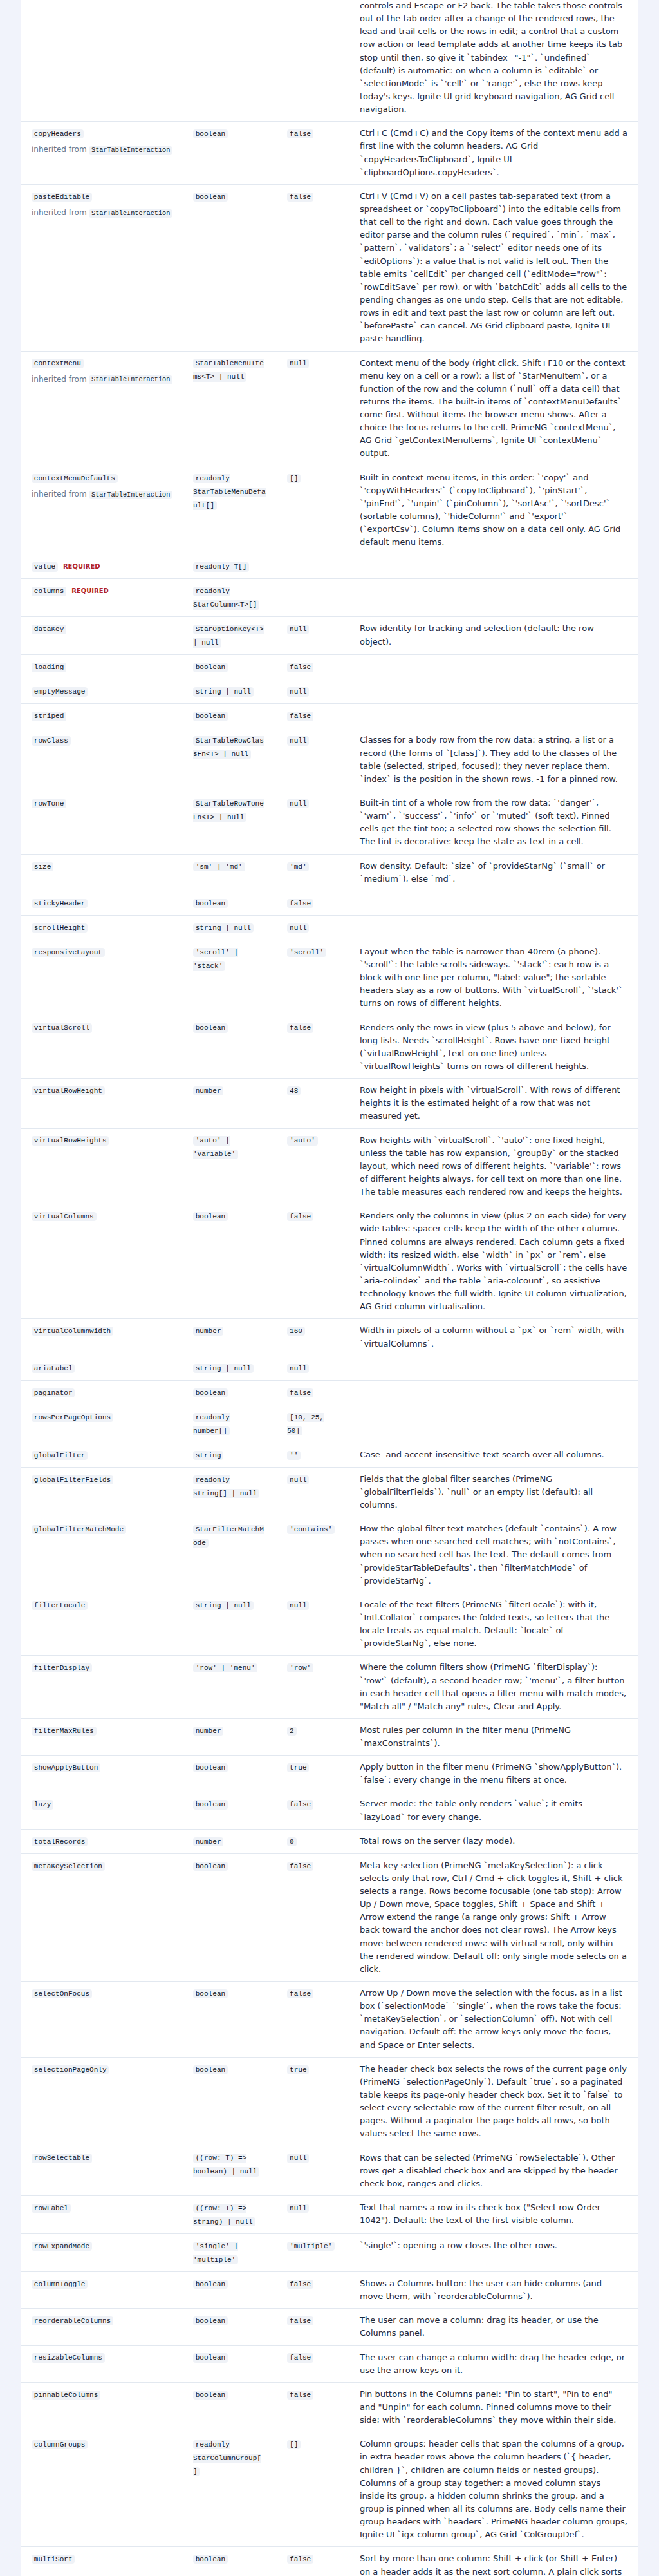 controls and Escape or F2 back. The table takes those controls
out of the tab order after a change of the rendered rows, the
lead and trail cells or the rows in edit; a control that a custom
row action or lead template adds at another time keeps its tab
stop until then, so give it `tabindex="-1"`. `undefined`
(default) is automatic: on when a column is `editable` or
`selectionMode` is `'cell'` or `'range'`, else the rows keep
today's keys. Ignite UI grid keyboard navigation, AG Grid cell
navigation.
copyHeaders boolean false Ctrl+C (Cmd+C) and the Copy items of the context menu add a
inherited from StarTableInteraction first line with the column headers. AG Grid
`copyHeadersToClipboard`, Ignite UI
`clipboardOptions.copyHeaders`.
pasteEditable boolean false Ctrl+V (Cmd+V) on a cell pastes tab-separated text (from a
inherited from StarTableInteraction spreadsheet or `copyToClipboard`) into the editable cells from
that cell to the right and down. Each value goes through the
editor parse and the column rules (`required`, `min`, `max`,
`pattern`, `validators`; a `'select'` editor needs one of its
`editOptions`): a value that is not valid is left out. Then the
table emits `cellEdit` per changed cell (`editMode="row"`:
`rowEditSave` per row), or with `batchEdit` adds all cells to the
pending changes as one undo step. Cells that are not editable,
rows in edit and text past the last row or column are left out.
`beforePaste` can cancel. AG Grid clipboard paste, Ignite UI
paste handling.
contextMenu StarTableMenuIte null Context menu of the body (right click, Shift+F10 or the context
ms<T> | null menu key on a cell or a row): a list of `StarMenuItem`, or a
inherited from StarTableInteraction function of the row and the column (`null` off a data cell) that
returns the items. The built-in items of `contextMenuDefaults`
come first. Without items the browser menu shows. After a
choice the focus returns to the cell. PrimeNG `contextMenu`,
AG Grid `getContextMenuItems`, Ignite UI `contextMenu`
output.
contextMenuDefaults readonly [] Built-in context menu items, in this order: `'copy'` and
inherited from StarTableInteraction StarTableMenuDefa `'copyWithHeaders'` (`copyToClipboard`), `'pinStart'`,
ult[] `'pinEnd'`, `'unpin'` (`pinColumn`), `'sortAsc'`, `'sortDesc'`
(sortable columns), `'hideColumn'` and `'export'`
(`exportCsv`). Column items show on a data cell only. AG Grid
default menu items.
value REQUIRED readonly T[]
columns REQUIRED readonly
StarColumn<T>[]
dataKey StarOptionKey<T> null Row identity for tracking and selection (default: the row
| null object).
loading boolean false
emptyMessage string | null null
striped boolean false
rowClass StarTableRowClas null Classes for a body row from the row data: a string, a list or a
sFn<T> | null record (the forms of `[class]`). They add to the classes of the
table (selected, striped, focused); they never replace them.
`index` is the position in the shown rows, -1 for a pinned row.
rowTone StarTableRowTone null Built-in tint of a whole row from the row data: `'danger'`,
Fn<T> | null `'warn'`, `'success'`, `'info'` or `'muted'` (soft text). Pinned
cells get the tint too; a selected row shows the selection fill.
The tint is decorative: keep the state as text in a cell.
size 'sm' | 'md' 'md' Row density. Default: `size` of `provideStarNg` (`small` or
`medium`), else `md`.
stickyHeader boolean false
scrollHeight string | null null
responsiveLayout 'scroll' | 'scroll' Layout when the table is narrower than 40rem (a phone).
'stack' `'scroll'`: the table scrolls sideways. `'stack'`: each row is a
block with one line per column, "label: value"; the sortable
headers stay as a row of buttons. With `virtualScroll`, `'stack'`
turns on rows of different heights.
virtualScroll boolean false Renders only the rows in view (plus 5 above and below), for
long lists. Needs `scrollHeight`. Rows have one fixed height
(`virtualRowHeight`, text on one line) unless
`virtualRowHeights` turns on rows of different heights.
virtualRowHeight number 48 Row height in pixels with `virtualScroll`. With rows of different
heights it is the estimated height of a row that was not
measured yet.
virtualRowHeights 'auto' | 'auto' Row heights with `virtualScroll`. `'auto'`: one fixed height,
'variable' unless the table has row expansion, `groupBy` or the stacked
layout, which need rows of different heights. `'variable'`: rows
of different heights always, for cell text on more than one line.
The table measures each rendered row and keeps the heights.
virtualColumns boolean false Renders only the columns in view (plus 2 on each side) for very
wide tables: spacer cells keep the width of the other columns.
Pinned columns are always rendered. Each column gets a fixed
width: its resized width, else `width` in `px` or `rem`, else
`virtualColumnWidth`. Works with `virtualScroll`; the cells have
`aria-colindex` and the table `aria-colcount`, so assistive
technology knows the full width. Ignite UI column virtualization,
AG Grid column virtualisation.
virtualColumnWidth number 160 Width in pixels of a column without a `px` or `rem` width, with
`virtualColumns`.
ariaLabel string | null null
paginator boolean false
rowsPerPageOptions readonly [10, 25,
number[] 50]
globalFilter string '' Case- and accent-insensitive text search over all columns.
globalFilterFields readonly null Fields that the global filter searches (PrimeNG
string[] | null `globalFilterFields`). `null` or an empty list (default): all
columns.
globalFilterMatchMode StarFilterMatchM 'contains' How the global filter text matches (default `contains`). A row
ode passes when one searched cell matches; with `notContains`,
when no searched cell has the text. The default comes from
`provideStarTableDefaults`, then `filterMatchMode` of
`provideStarNg`.
filterLocale string | null null Locale of the text filters (PrimeNG `filterLocale`): with it,
`Intl.Collator` compares the folded texts, so letters that the
locale treats as equal match. Default: `locale` of
`provideStarNg`, else none.
filterDisplay 'row' | 'menu' 'row' Where the column filters show (PrimeNG `filterDisplay`):
`'row'` (default), a second header row; `'menu'`, a filter button
in each header cell that opens a filter menu with match modes,
"Match all" / "Match any" rules, Clear and Apply.
filterMaxRules number 2 Most rules per column in the filter menu (PrimeNG
`maxConstraints`).
showApplyButton boolean true Apply button in the filter menu (PrimeNG `showApplyButton`).
`false`: every change in the menu filters at once.
lazy boolean false Server mode: the table only renders `value`; it emits
`lazyLoad` for every change.
totalRecords number 0 Total rows on the server (lazy mode).
metaKeySelection boolean false Meta-key selection (PrimeNG `metaKeySelection`): a click
selects only that row, Ctrl / Cmd + click toggles it, Shift + click
selects a range. Rows become focusable (one tab stop): Arrow
Up / Down move, Space toggles, Shift + Space and Shift +
Arrow extend the range (a range only grows; Shift + Arrow
back toward the anchor does not clear rows). The Arrow keys
move between rendered rows: with virtual scroll, only within
the rendered window. Default off: only single mode selects on a
click.
selectOnFocus boolean false Arrow Up / Down move the selection with the focus, as in a list
box (`selectionMode` `'single'`, when the rows take the focus:
`metaKeySelection`, or `selectionColumn` off). Not with cell
navigation. Default off: the arrow keys only move the focus,
and Space or Enter selects.
selectionPageOnly boolean true The header check box selects the rows of the current page only
(PrimeNG `selectionPageOnly`). Default `true`, so a paginated
table keeps its page-only header check box. Set it to `false` to
select every selectable row of the current filter result, on all
pages. Without a paginator the page holds all rows, so both
values select the same rows.
rowSelectable ((row: T) => null Rows that can be selected (PrimeNG `rowSelectable`). Other
boolean) | null rows get a disabled check box and are skipped by the header
check box, ranges and clicks.
rowLabel ((row: T) => null Text that names a row in its check box ("Select row Order
string) | null 1042"). Default: the text of the first visible column.
rowExpandMode 'single' | 'multiple' `'single'`: opening a row closes the other rows.
'multiple'
columnToggle boolean false Shows a Columns button: the user can hide columns (and
move them, with `reorderableColumns`).
reorderableColumns boolean false The user can move a column: drag its header, or use the
Columns panel.
resizableColumns boolean false The user can change a column width: drag the header edge, or
use the arrow keys on it.
pinnableColumns boolean false Pin buttons in the Columns panel: "Pin to start", "Pin to end"
and "Unpin" for each column. Pinned columns move to their
side; with `reorderableColumns` they move within their side.
columnGroups readonly [] Column groups: header cells that span the columns of a group,
StarColumnGroup[ in extra header rows above the column headers (`{ header,
] children }`, children are column fields or nested groups).
Columns of a group stay together: a moved column stays
inside its group, a hidden column shrinks the group, and a
group is pinned when all its columns are. Body cells name their
group headers with `headers`. PrimeNG header column groups,
Ignite UI `igx-column-group`, AG Grid `ColGroupDef`.
multiSort boolean false Sort by more than one column: Shift + click (or Shift + Enter)
on a header adds it as the next sort column. A plain click sorts